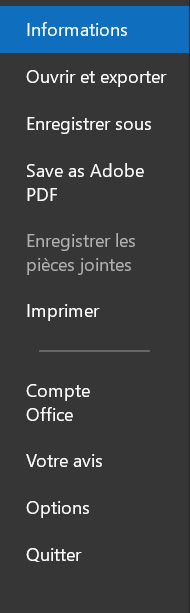 Informations
Ouvrir et exporter
Enregistrer sous
Save as Adobe
PDF
Enregistrer les
pièces jointes
Imprimer
Compte
Office
Votre avis
Options
Quitter